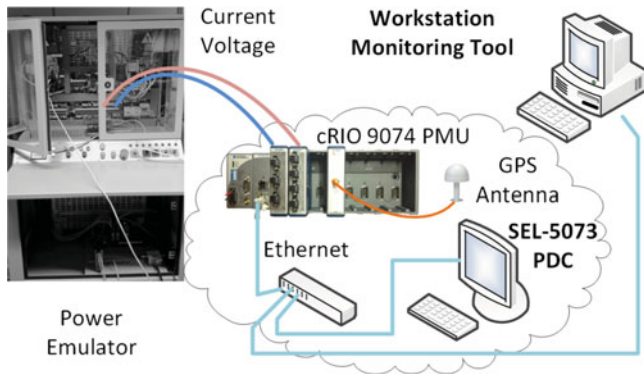 Current
Voltage
Workstation
Monitoring Tool
cRIO 9074 PMU
GPS
Antenna
SEL-5073
PDC
Ethernet
Power
Emulator